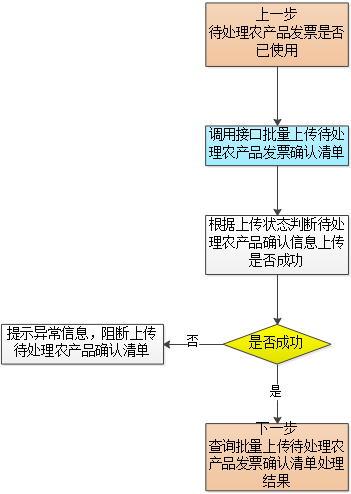 上一步
待处理农产品发票是否
已使用
调用接口批量上传待处
理农产品发票确认清单
根据上传状态判断待处
理农产品确认信息上传
是否成功
提示异常信息，阻断上传
待处理农产品确认清单
否
是否成功
是
下一步
查询批量上传待处理农
产品发票确认清单处理
结果